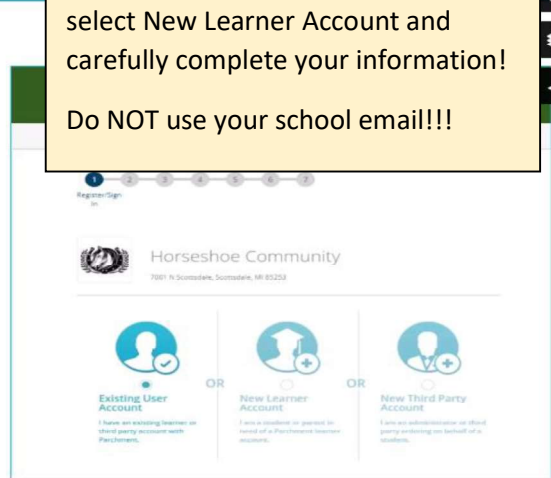 select New Learner Account and
carefully complete your information!
Do NOT use your school email!!!
1 2 3 4 5 6 7
Register/Sign
In
Horseshoe Community
7001 N Scottsdale, Scottsdale, MI 85253
OR
OR
Existing User
Account
I have an existing learner or
third party account with
Parchment.
New Learner
Account
I am a student or parent in
need of a Parchment learner
account.
New Third Party
Account
I am an administrator or third
party ordering on behalf of a
student.